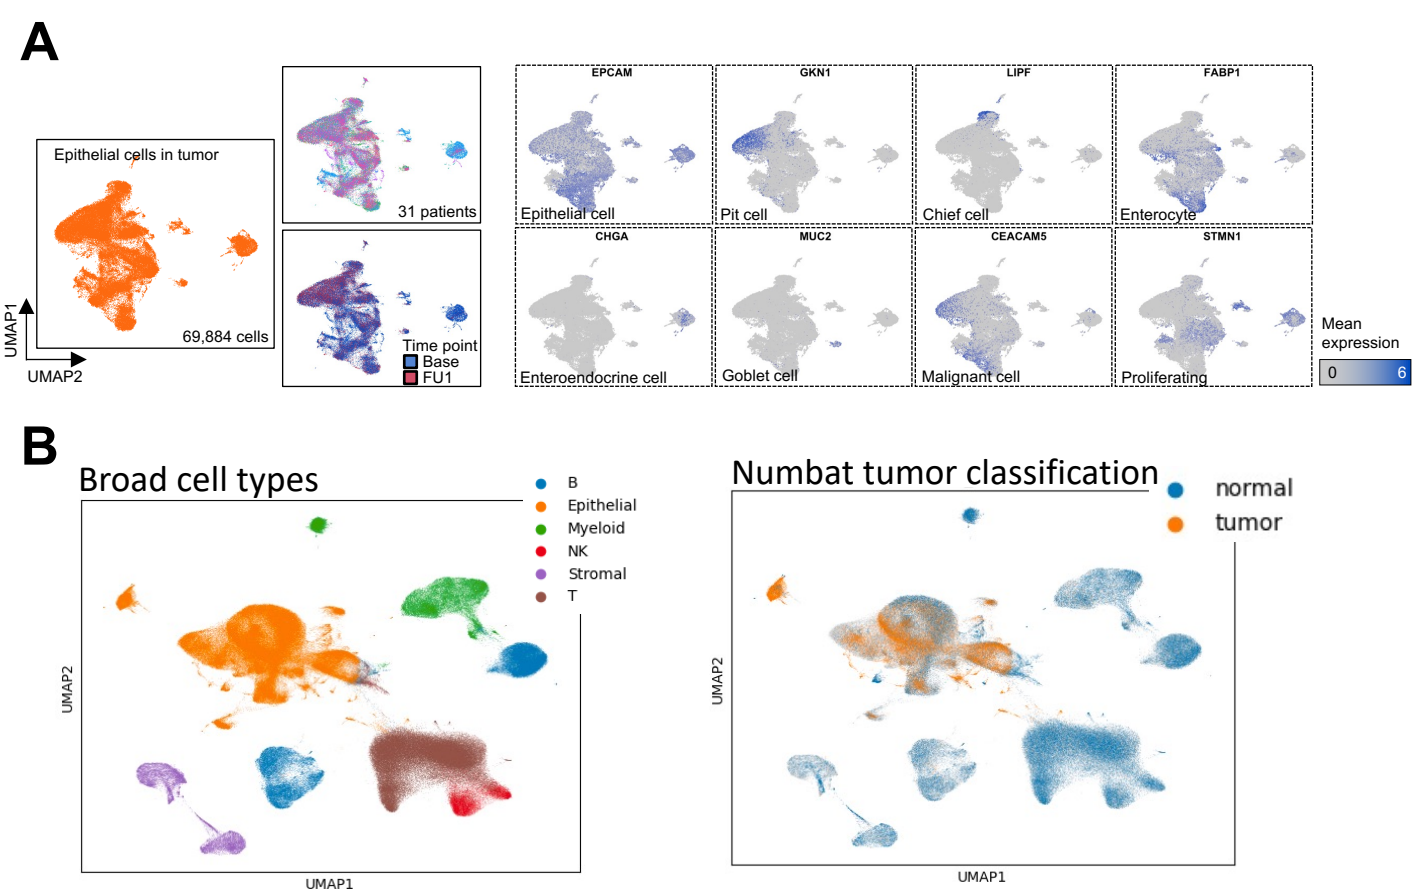 A
Epithelial cells in tumor
69,884 cells
UMAP1
UMAP2
31 patients
Time point
Base
FU1
EPCAM
Epithelial cell
GKN1
Pit cell
LIPF
Chief cell
FABP1
Enterocyte
CHGA
Enteroendocrine cell
MUC2
Goblet cell
CEACAM5
Malignant cell
STMN1
Proliferating
Mean
expression
0 6
B
Broad cell types
B
Epithelial
Myeloid
NK
Stromal
T
UMAP2
UMAP1
Numbat tumor classification
normal
tumor
UMAP2
UMAP1